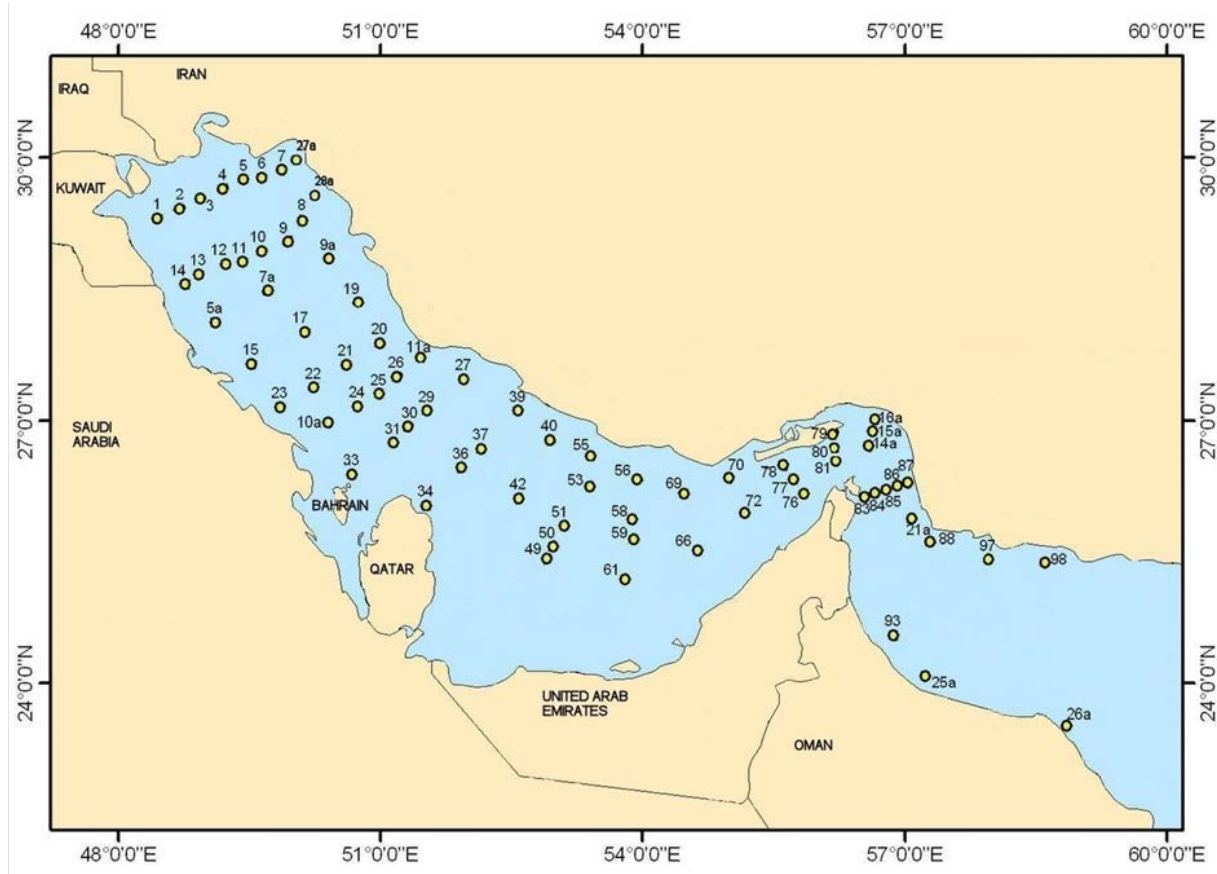 48°0'0"E 51°0'0"E 54°0'0"E 57°0'0"E 60°0'0"E
IRAN
IRAQ
30°0'0"N
30°0'0"N
KUWAIT
27a
7
6
5
4
28a
2
3
1
8
9
9a
10
11
12
13
14
7a
5a
19
17
20
11a
15
21
26
27
22
25
23
24
29
39
10a
30
31
27°0'0"N
27°0'0"N
SAUDI
ARABIA
16a
15a
14a
79
80
81
40
37
36
55
56
53
33
BAHRAIN
34
42
69
70
78
77
76
72
87
86
85
84
83
51
50
49
58
59
21a
88
97
98
66
QATAR
61
93
24°0'0"N
24°0'0"N
25a
UNITED ARAB
EMIRATES
26a
OMAN
48°0'0"E 51°0'0"E 54°0'0"E 57°0'0"E 60°0'0"E